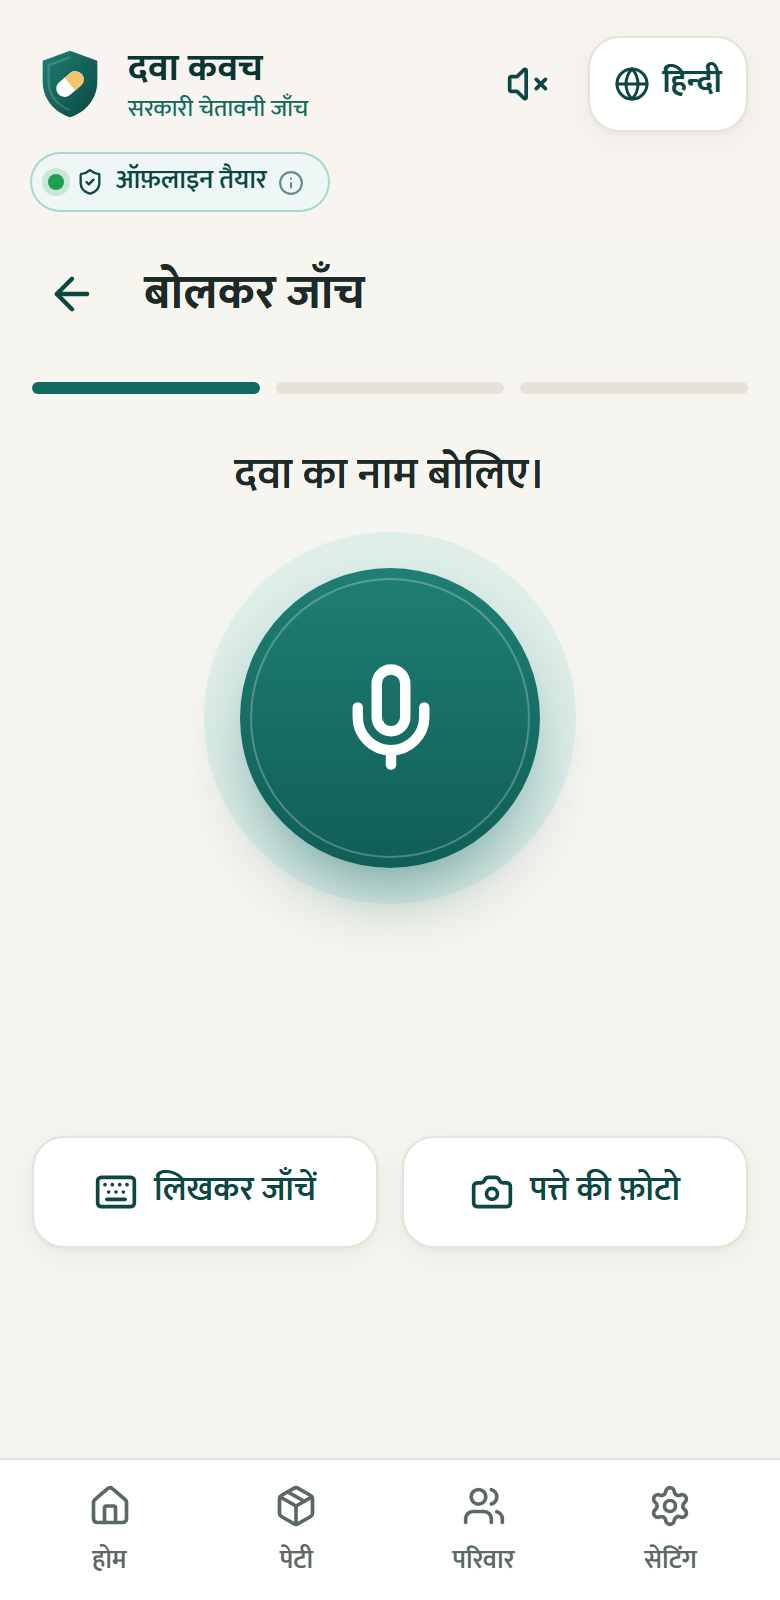 दवा कवच
सरकारी चेतावनी जाँच
हिन्दी
ऑफ़लाइन तैयार
बोलकर जाँच
दवा का नाम बोलिए।
लिखकर जाँचें
पत्ते की फ़ोटो
होम
पेटी
परिवार
सेटिंग